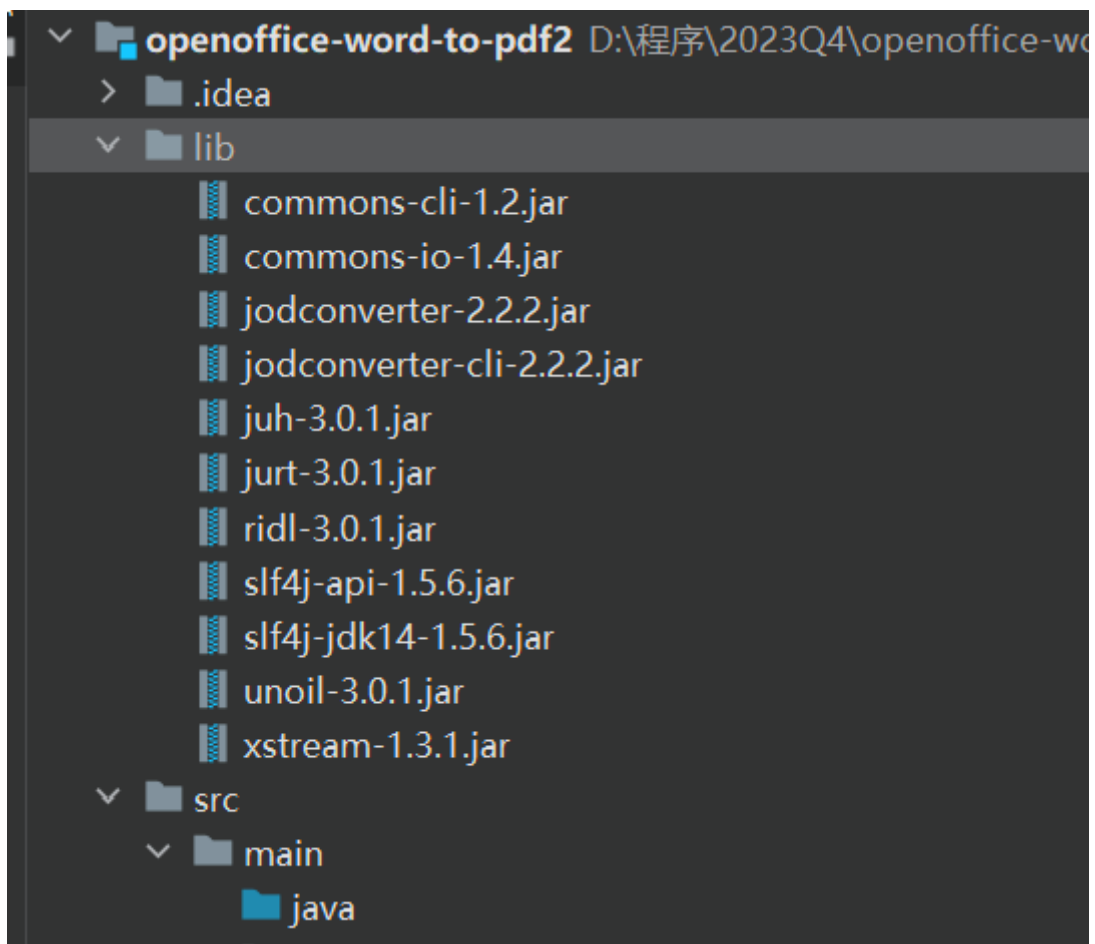 openoffice-word-to-pdf2 D:\程序\2023Q4\openoffice-wo
.idea
lib
commons-cli-1.2.jar
commons-io-1.4.jar
jodconverter-2.2.2.jar
jodconverter-cli-2.2.2.jar
juh-3.0.1.jar
jurt-3.0.1.jar
ridl-3.0.1.jar
slf4j-api-1.5.6.jar
slf4j-jdk14-1.5.6.jar
unoil-3.0.1.jar
xstream-1.3.1.jar
src
main
java